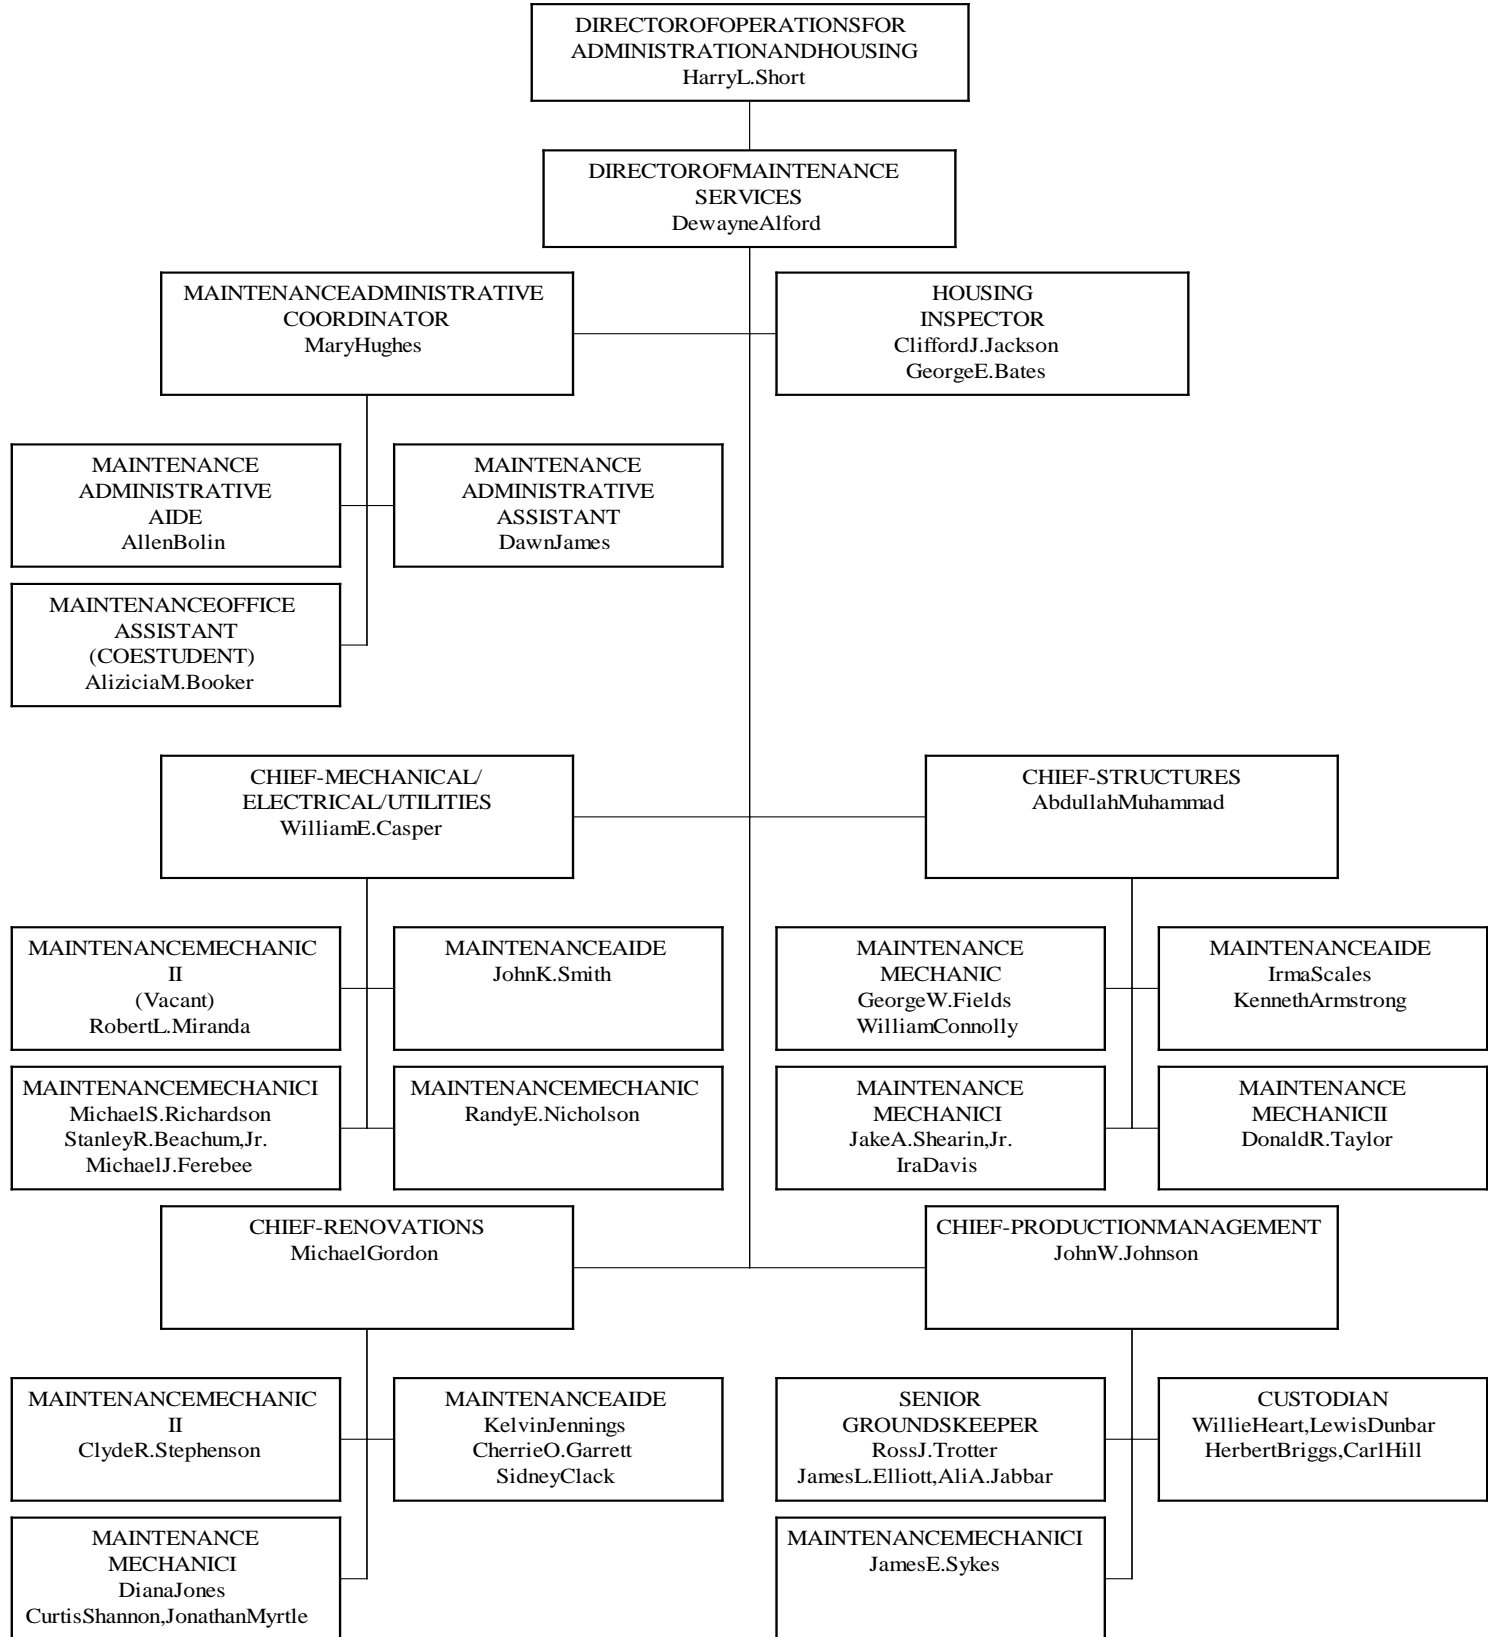 DIRECTOROFOPERATIONSFOR
ADMINISTRATIONANDHOUSING
HarryL.Short
DIRECTOROFMAINTENANCE
SERVICES
DewayneAlford
MAINTENANCEADMINISTRATIVE
COORDINATOR
MaryHughes
HOUSING
INSPECTOR
CliffordJ.Jackson
GeorgeE.Bates
MAINTENANCE
ADMINISTRATIVE
AIDE
AllenBolin
MAINTENANCE
ADMINISTRATIVE
ASSISTANT
DawnJames
MAINTENANCEOFFICE
ASSISTANT
(COESTUDENT)
AliziciaM.Booker
CHIEF-MECHANICAL/
ELECTRICAL/UTILITIES
WilliamE.Casper
CHIEF-STRUCTURES
AbdullahMuhammad
MAINTENANCEMECHANIC
II
(Vacant)
RobertL.Miranda
MAINTENANCEAIDE
JohnK.Smith
MAINTENANCE
MECHANIC
GeorgeW.Fields
WilliamConnolly
MAINTENANCEAIDE
IrmaScales
KennethArmstrong
MAINTENANCEMECHANICI
MichaelS.Richardson
StanleyR.Beachum,Jr.
MichaelJ.Ferebee
MAINTENANCEMECHANIC
RandyE.Nicholson
MAINTENANCE
MECHANICI
JakeA.Shearin,Jr.
IraDavis
MAINTENANCE
MECHANICII
DonaldR.Taylor
CHIEF-RENOVATIONS
MichaelGordon
CHIEF-PRODUCTIONMANAGEMENT
JohnW.Johnson
MAINTENANCEMECHANIC
II
ClydeR.Stephenson
MAINTENANCEAIDE
KelvinJennings
CherrieO.Garrett
SidneyClack
SENIOR
GROUNDSKEEPER
RossJ.Trotter
JamesL.Elliott,AliA.Jabbar
CUSTODIAN
WillieHeart,LewisDunbar
HerbertBriggs,CarlHill
MAINTENANCE
MECHANICI
DianaJones
CurtisShannon,JonathanMyrtle
MAINTENANCEMECHANICI
JamesE.Sykes